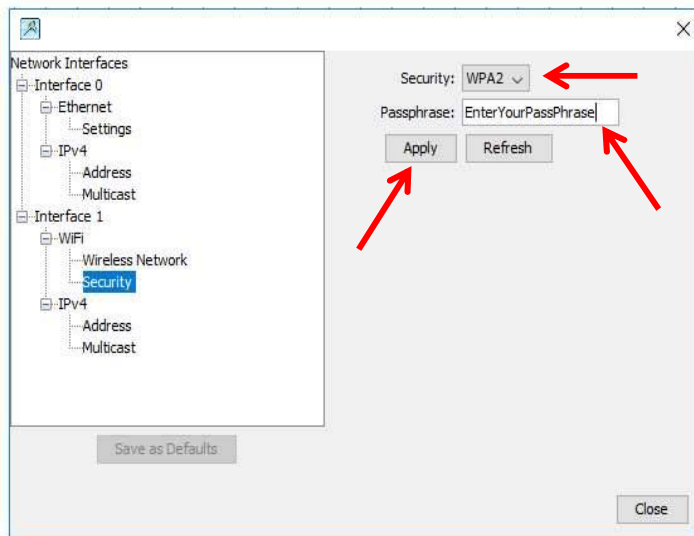 Network Interfaces
Interface 0
Ethernet
Settings
IPv4
Address
Multicast
Interface 1
WiFi
Wireless Network
Security
IPv4
Address
Multicast
Save as Defaults
Security: WPA2
Passphrase: EnterYourPassPhrase
Apply Refresh
Close